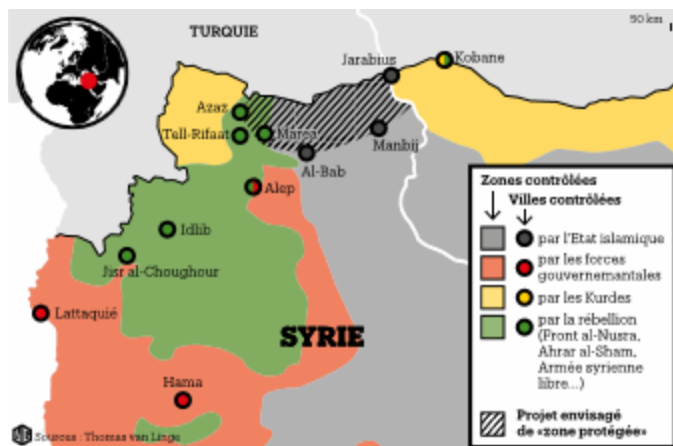 TURQUIE
50 km
Jarabius
Kobane
Azaz
Tell-Rifaat
Marea
Manbij
Al-Bab
Alep
Idlib
Jisr al-Choughour
Lattaquié
SYRIE
Hama
Zones contrôlées
Villes contrôlées
par l'Etat islamique
par les forces
gouvernemantales
par les Kurdes
par la rébellion
(Front al-Nusra,
Ahrar al-Sham,
Armée syrienne
libre...)
Projet envisagé
de «zone protégée»
Sources : Thomas van Linge